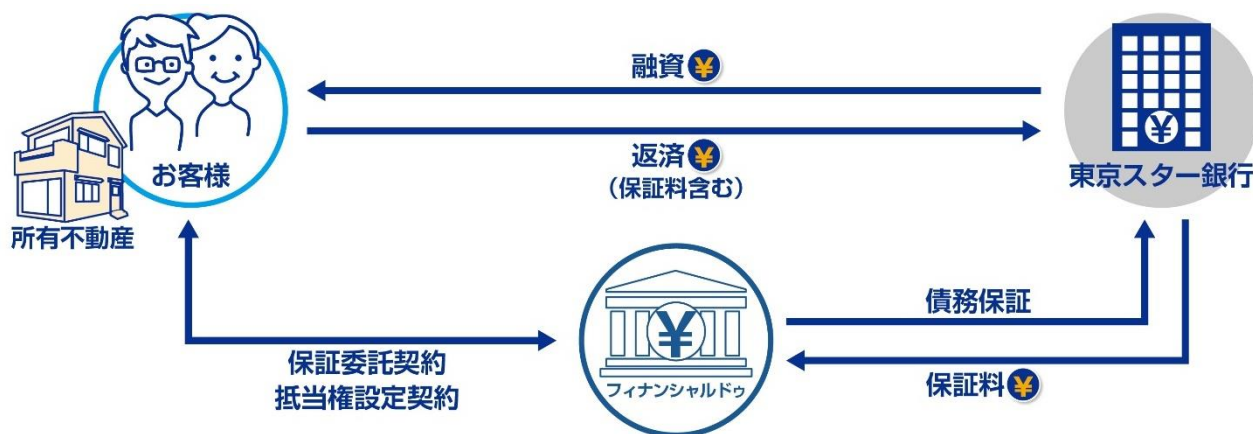 融資¥
返済¥
(保証料含む)
お客様
所有不動産
東京スター銀行
¥
債務保証
保証料¥
¥
フィナンシャルドゥ
保証委託契約
抵当権設定契約